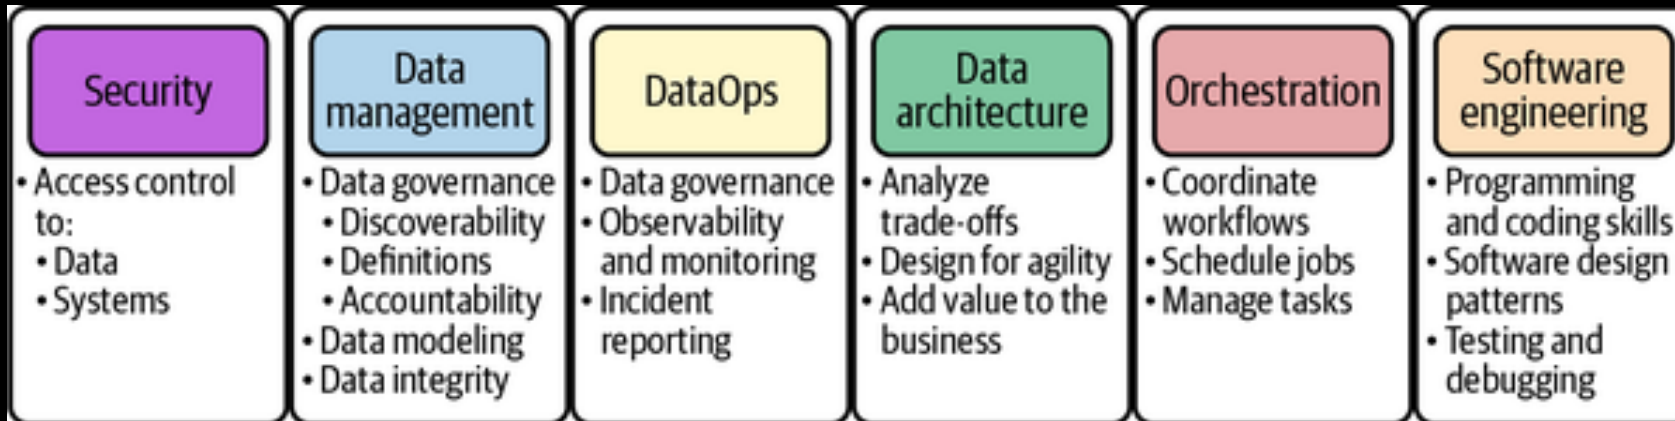 Security
• Access control
to:
• Data
• Systems
Data
management
• Data governance
• Discoverability
• Definitions
• Accountability
• Data modeling
• Data integrity
DataOps
• Data governance
• Observability
and monitoring
• Incident
reporting
Data
architecture
• Analyze
trade-offs
• Design for agility
• Add value to the
business
Orchestration
• Coordinate
workflows
• Schedule jobs
• Manage tasks
Software
engineering
• Programming
and coding skills
• Software design
patterns
• Testing and
debugging